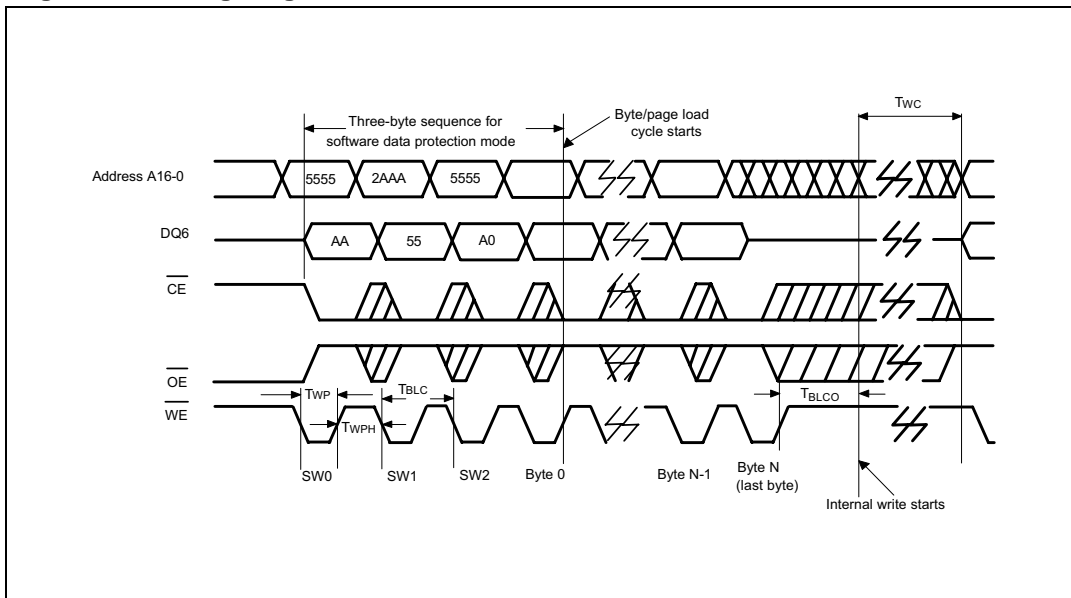 TWC
Three-byte sequence for
software data protection mode
Byte/page load
cycle starts
Address A16-0
5555
2AAA
5555
DQ6
AA
55
A0
CE
OE
TWP
TBLC
TBLCO
WE
TWPH
SW0
SW1
SW2
Byte 0
Byte N-1
Byte N
(last byte)
Internal write starts